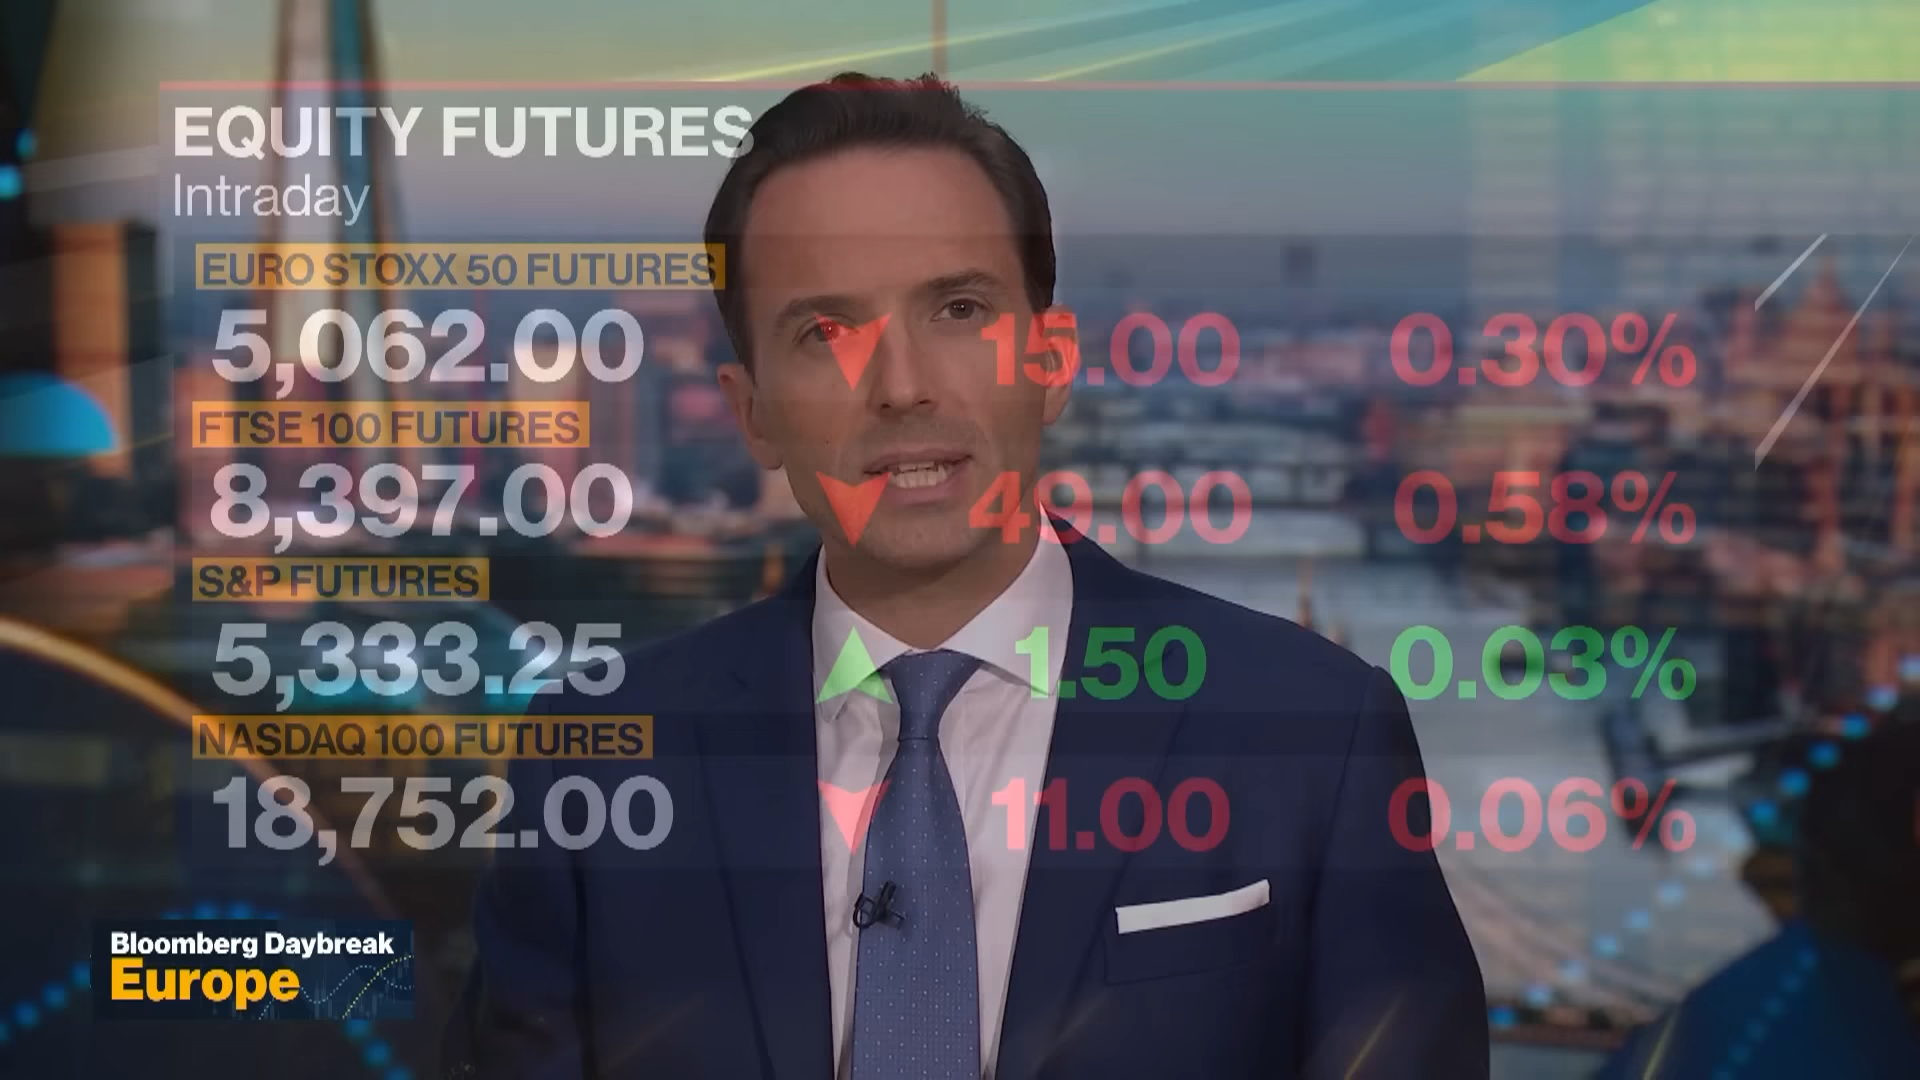 EQUITY FUTURES
Intraday
EURO STOXX 50 FUTURES
5,062.00 ▼ 15.00 0.30%
FTSE 100 FUTURES
8,397.00 ▼ 49.00 0.58%
S&P FUTURES
5,333.25 ▲ 1.50 0.03%
NASDAQ 100 FUTURES
18,752.00 ▼ 11.00 0.06%
Bloomberg Daybreak
Europe